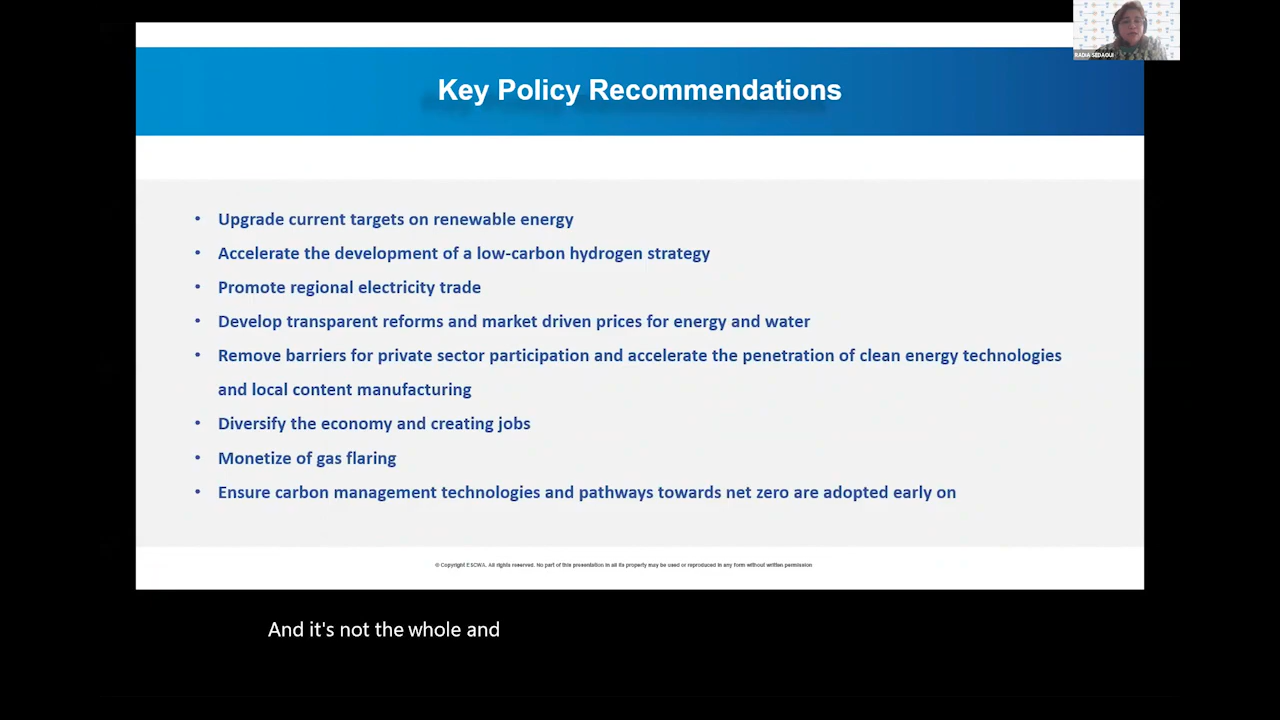 RADIA SEDAOUI
Key Policy Recommendations
• Upgrade current targets on renewable energy
• Accelerate the development of a low-carbon hydrogen strategy
• Promote regional electricity trade
• Develop transparent reforms and market driven prices for energy and water
• Remove barriers for private sector participation and accelerate the penetration of clean energy technologies
and local content manufacturing
• Diversify the economy and creating jobs
• Monetize of gas flaring
• Ensure carbon management technologies and pathways towards net zero are adopted early on
© Copyright ESCWA. All rights reserved. No part of this presentation in all its property may be used or reproduced in any form without written permission
And it's not the whole and